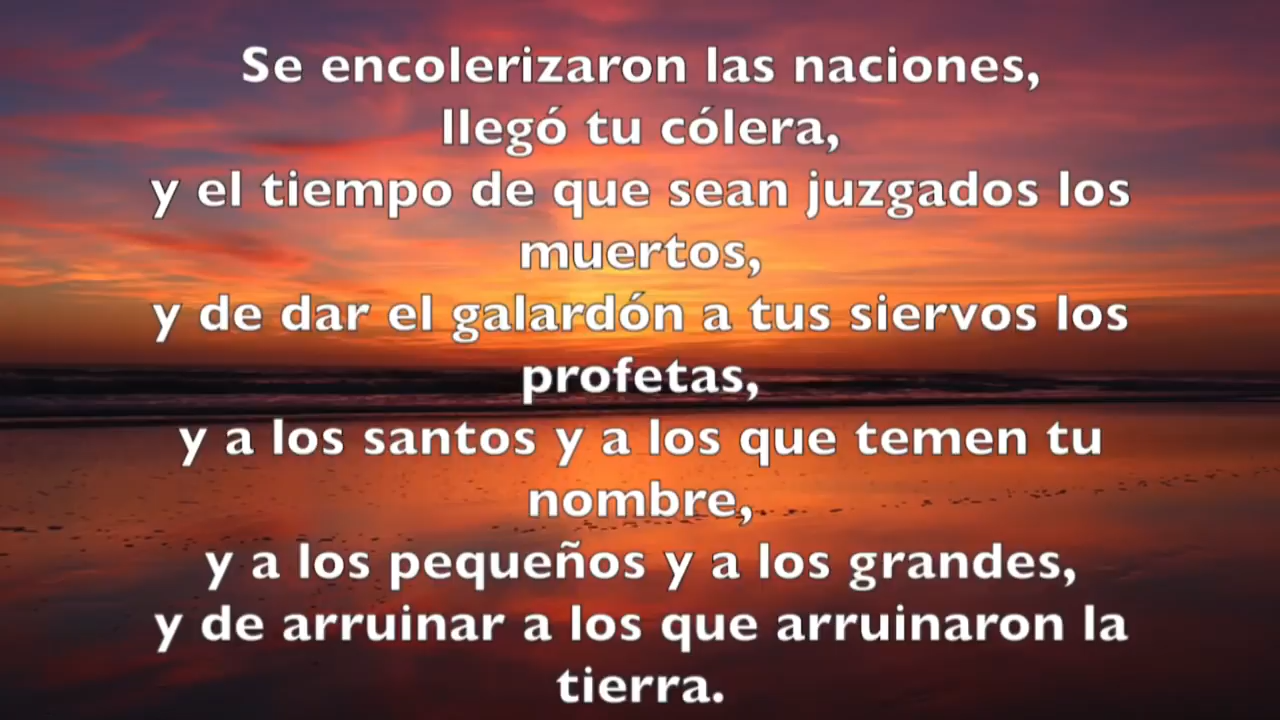 Se encolerizaron las naciones,
llegó tu cólera,
y el tiempo de que sean juzgados los
muertos,
y de dar el galardón a tus siervos los
profetas,
y a los santos y a los que temen tu
nombre,
y a los pequeños y a los grandes,
y de arruinar a los que arruinaron la
tierra.